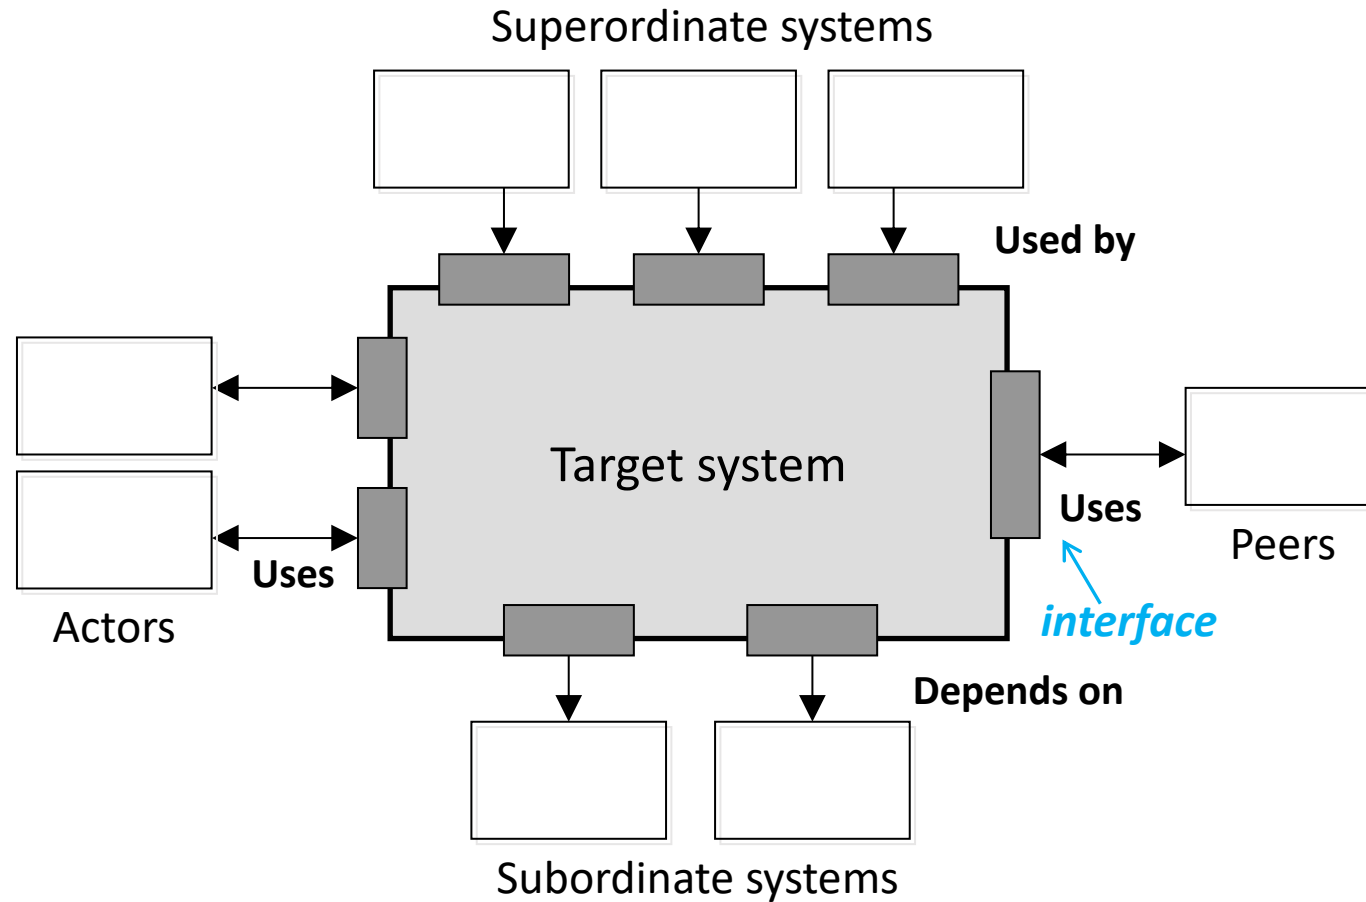 Superordinate systems
Used by
Target system
Uses
Peers
Uses
Actors
interface
Depends on
Subordinate systems